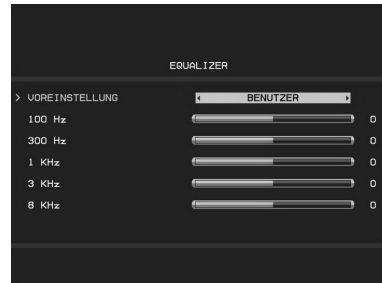 EQUALIZER
> VOREINSTELLUNG BENUTZER
100 Hz 0
300 Hz 0
1 KHz 0
3 KHz 0
8 KHz 0